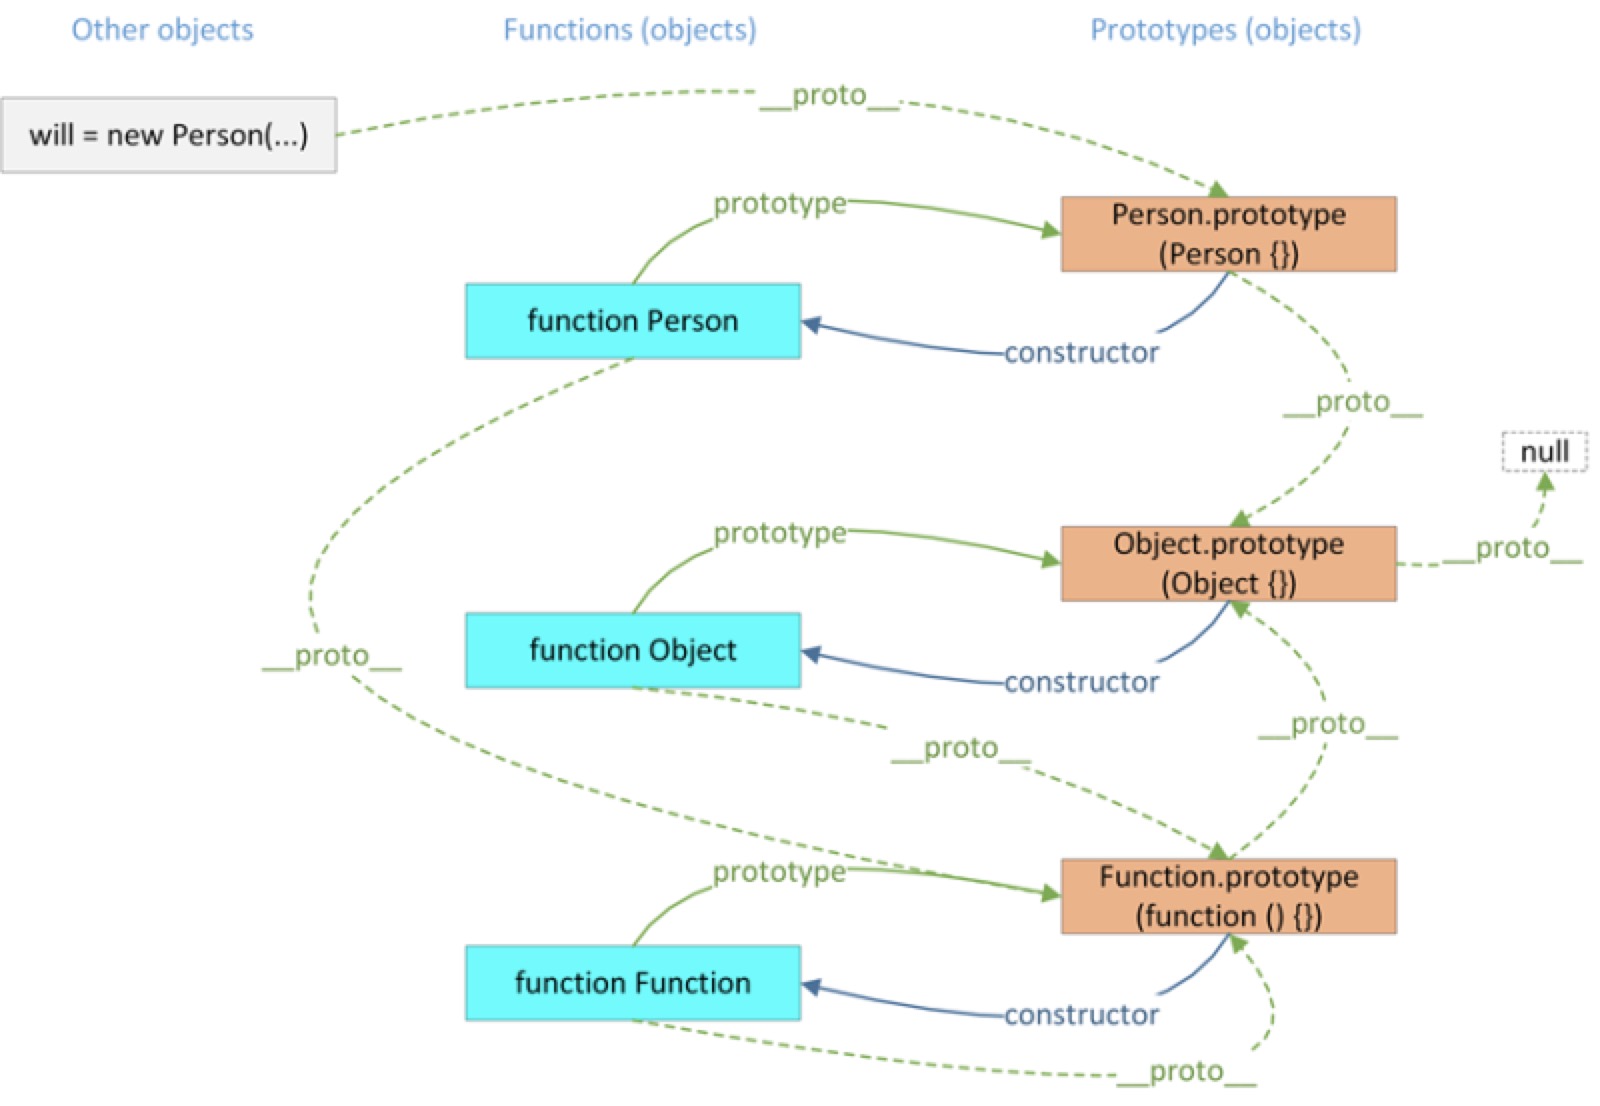 Other objects
Functions (objects)
Prototypes (objects)
__proto__
will = new Person(...)
prototype
Person.prototype
(Person {})
function Person
constructor
__proto__
null
prototype
Object.prototype
(Object {})
__proto__
function Object
__proto__
constructor
__proto__
__proto__
prototype
Function.prototype
(function () {})
function Function
constructor
__proto__